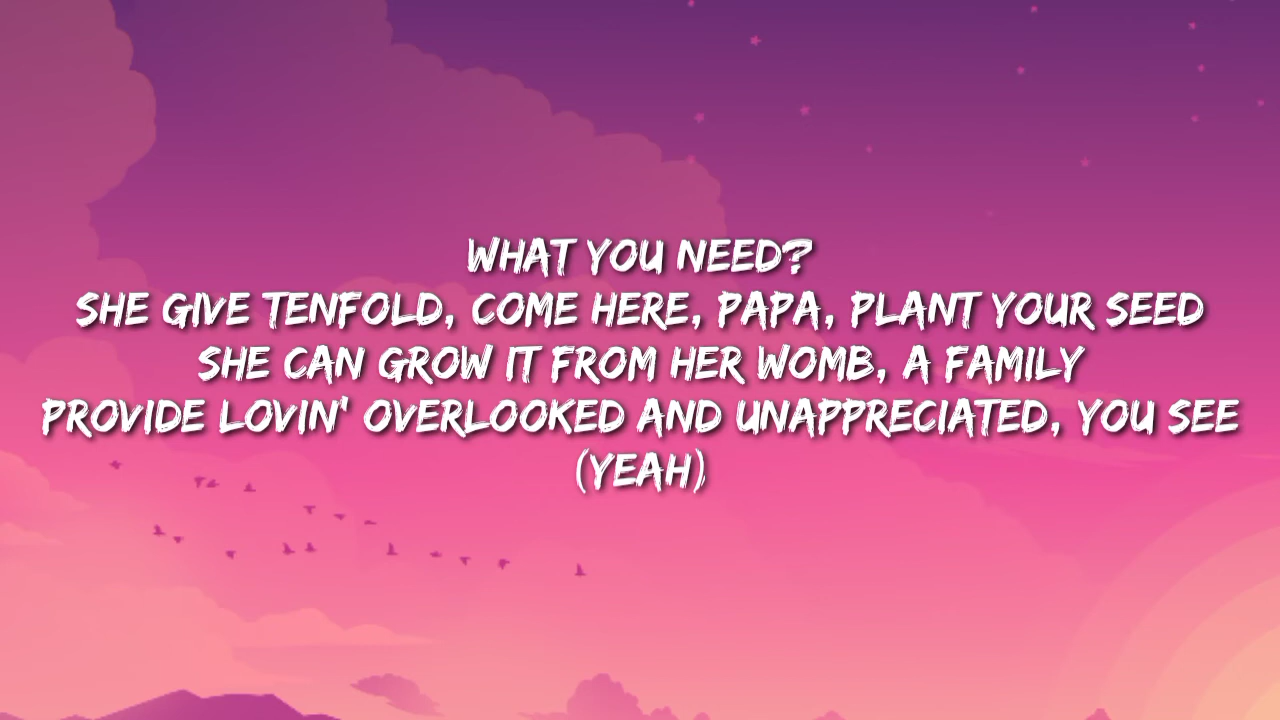 WHAT YOU NEED?
SHE GIVE TENFOLD, COME HERE, PAPA, PLANT YOUR SEED
SHE CAN GROW IT FROM HER WOMB, A FAMILY
PROVIDE LOVIN' OVERLOOKED AND UNAPPRECIATED, YOU SEE
(YEAH)